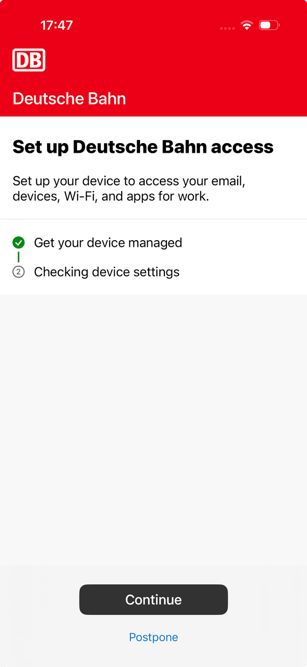 17:47
DB
Deutsche Bahn
Set up Deutsche Bahn access
Set up your device to access your email,
devices, Wi-Fi, and apps for work.
Get your device managed
2 Checking device settings
Continue
Postpone